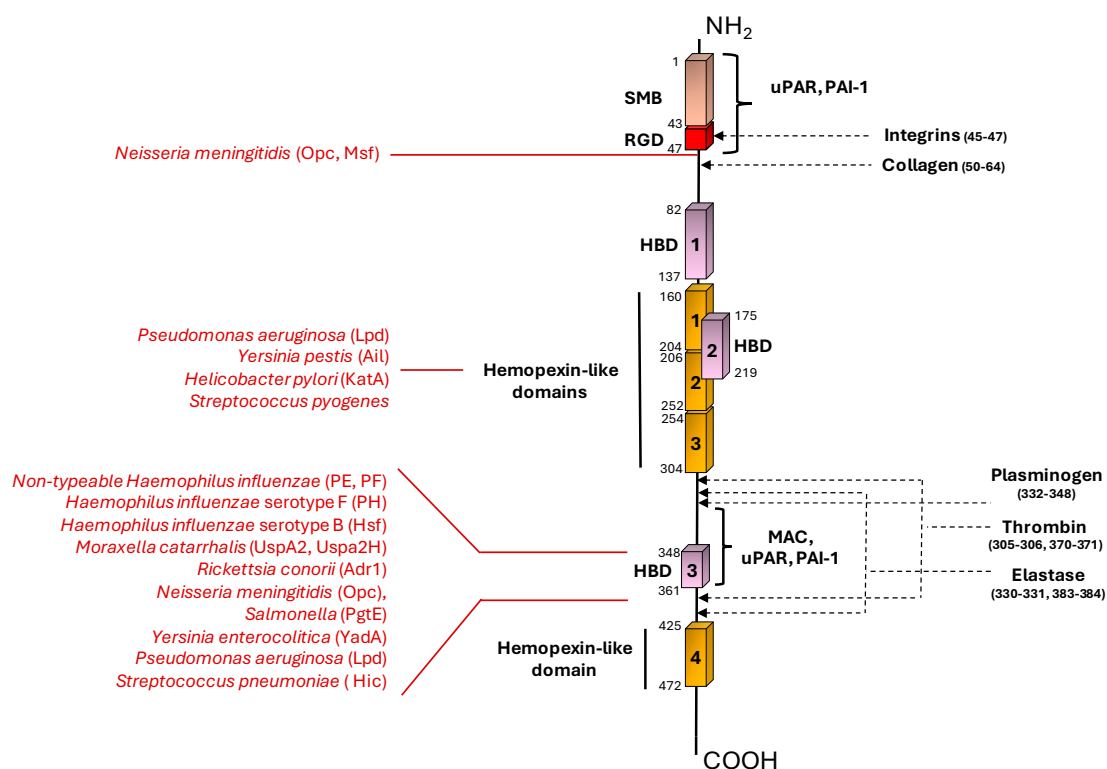 NH2
1
SMB
uPAR, PAI-1
43
RGD
47
Integrins (45-47)
Neisseria meningitidis (Opc, Msf)
Collagen (50-64)
82
HBD
1
137
160
1
175
Pseudomonas aeruginosa (Lpd)
Yersinia pestis (Ail)
Helicobacter pylori (KatA)
Streptococcus pyogenes
Hemopexin-like
domains
204
206
2
HBD
219
2
252
254
3
304
Non-typeable Haemophilus influenzae (PE, PF)
Haemophilus influenzae serotype F (PH)
Haemophilus influenzae serotype B (Hsf)
Moraxella catarrhalis (UspA2, Uspa2H)
Rickettsia conorii (Adr1)
Neisseria meningitidis (Opc),
Salmonella (PgtE)
Yersinia enterocolitica (YadA)
Pseudomonas aeruginosa (Lpd)
Streptococcus pneumoniae ( Hic)
Plasminogen
(332-348)
Thrombin
(305-306, 370-371)
Elastase
(330-331, 383-384)
MAC,
uPAR, PAI-1
348
HBD
3
361
425
Hemopexin-like
domain
4
472
COOH